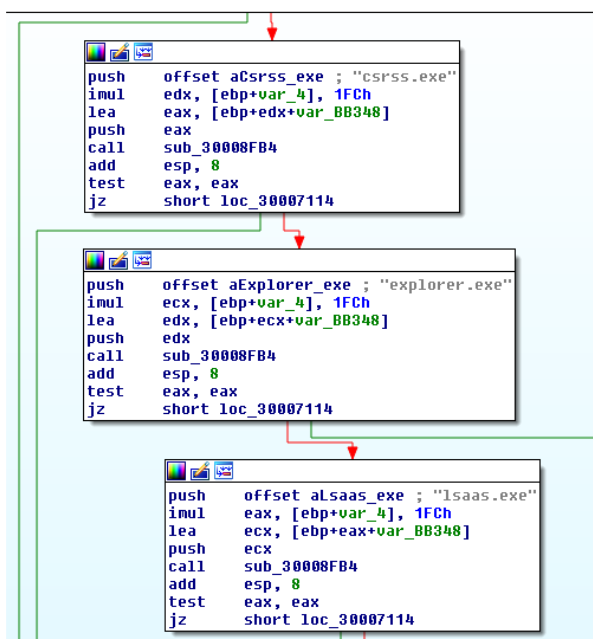 push offset aCsrss_exe ; "csrss.exe"
imul edx, [ebp+var_4], 1FCh
lea eax, [ebp+edx+var_BB348]
push eax
call sub_30008FB4
add esp, 8
test eax, eax
jz short loc_30007114
push offset aExplorer_exe ; "explorer.exe"
imul ecx, [ebp+var_4], 1FCh
lea edx, [ebp+ecx+var_BB348]
push edx
call sub_30008FB4
add esp, 8
test eax, eax
jz short loc_30007114
push offset aLsaas_exe ; "lsaas.exe"
imul eax, [ebp+var_4], 1FCh
lea ecx, [ebp+eax+var_BB348]
push ecx
call sub_30008FB4
add esp, 8
test eax, eax
jz short loc_30007114